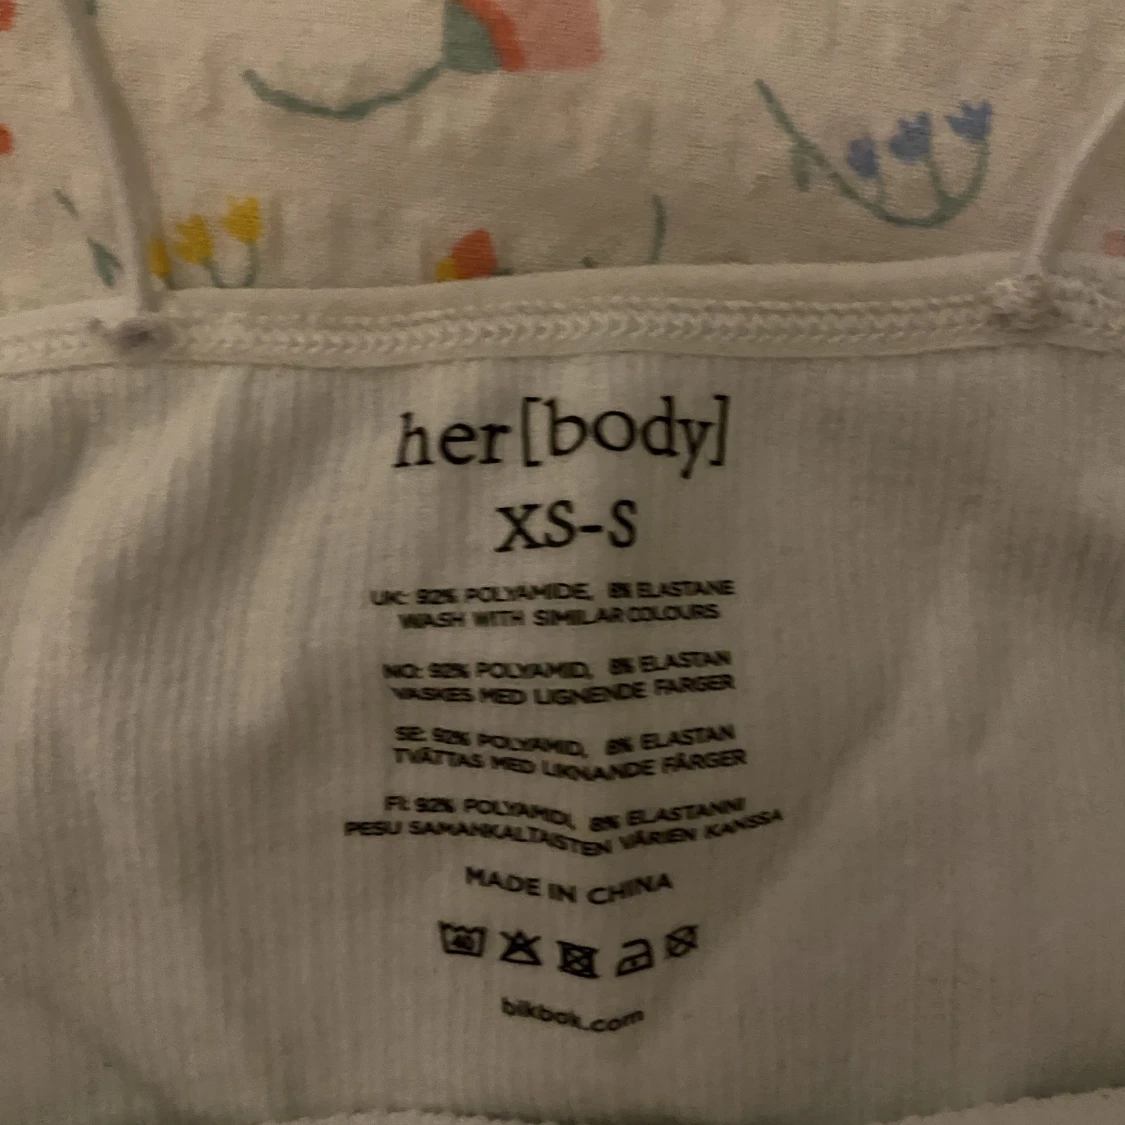 her[body]
XS-S
UK: 92% POLYAMIDE, 8% ELASTANE
WASH WITH SIMILAR COLOURS
NO: 92% POLYAMID, 8% ELASTAN
VASKES MED LIGNENDE FARGER
SE: 92% POLYAMID, 8% ELASTAN
TVÄTTAS MED LIKNANDE FÄRGER
FI: 92% POLYAMIDI, 8% ELASTANNI
PESU SAMANKALTAISTEN VÄRIEN KANSSA
MADE IN CHINA
40
bikbok.com